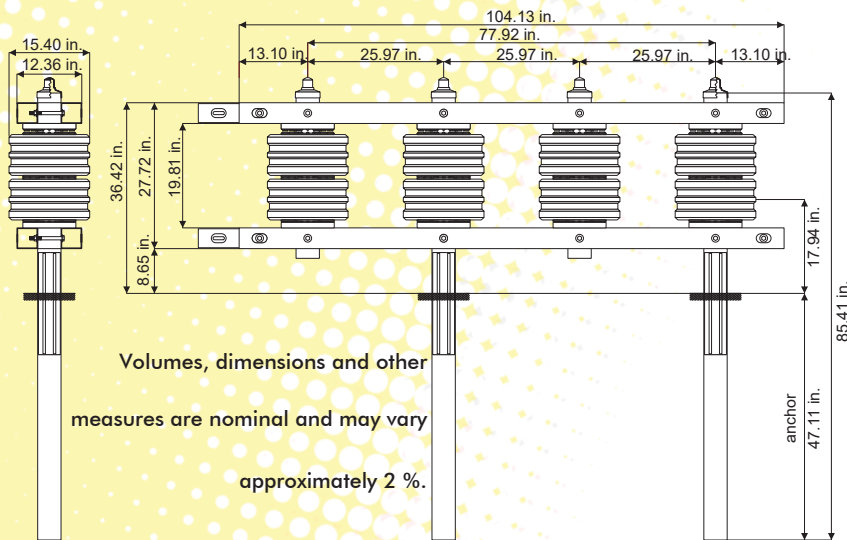 104.13 in.
77.92 in.
15.40 in.
12.36 in.
13.10 in.
25.97 in.
25.97 in.
25.97 in.
13.10 in.
36.42 in.
27.72 in.
19.81 in.
8.65 in.
17.94 in.
85.41 in.
anchor
47.11 in.
Volumes, dimensions and other
measures are nominal and may vary
approximately 2 %.